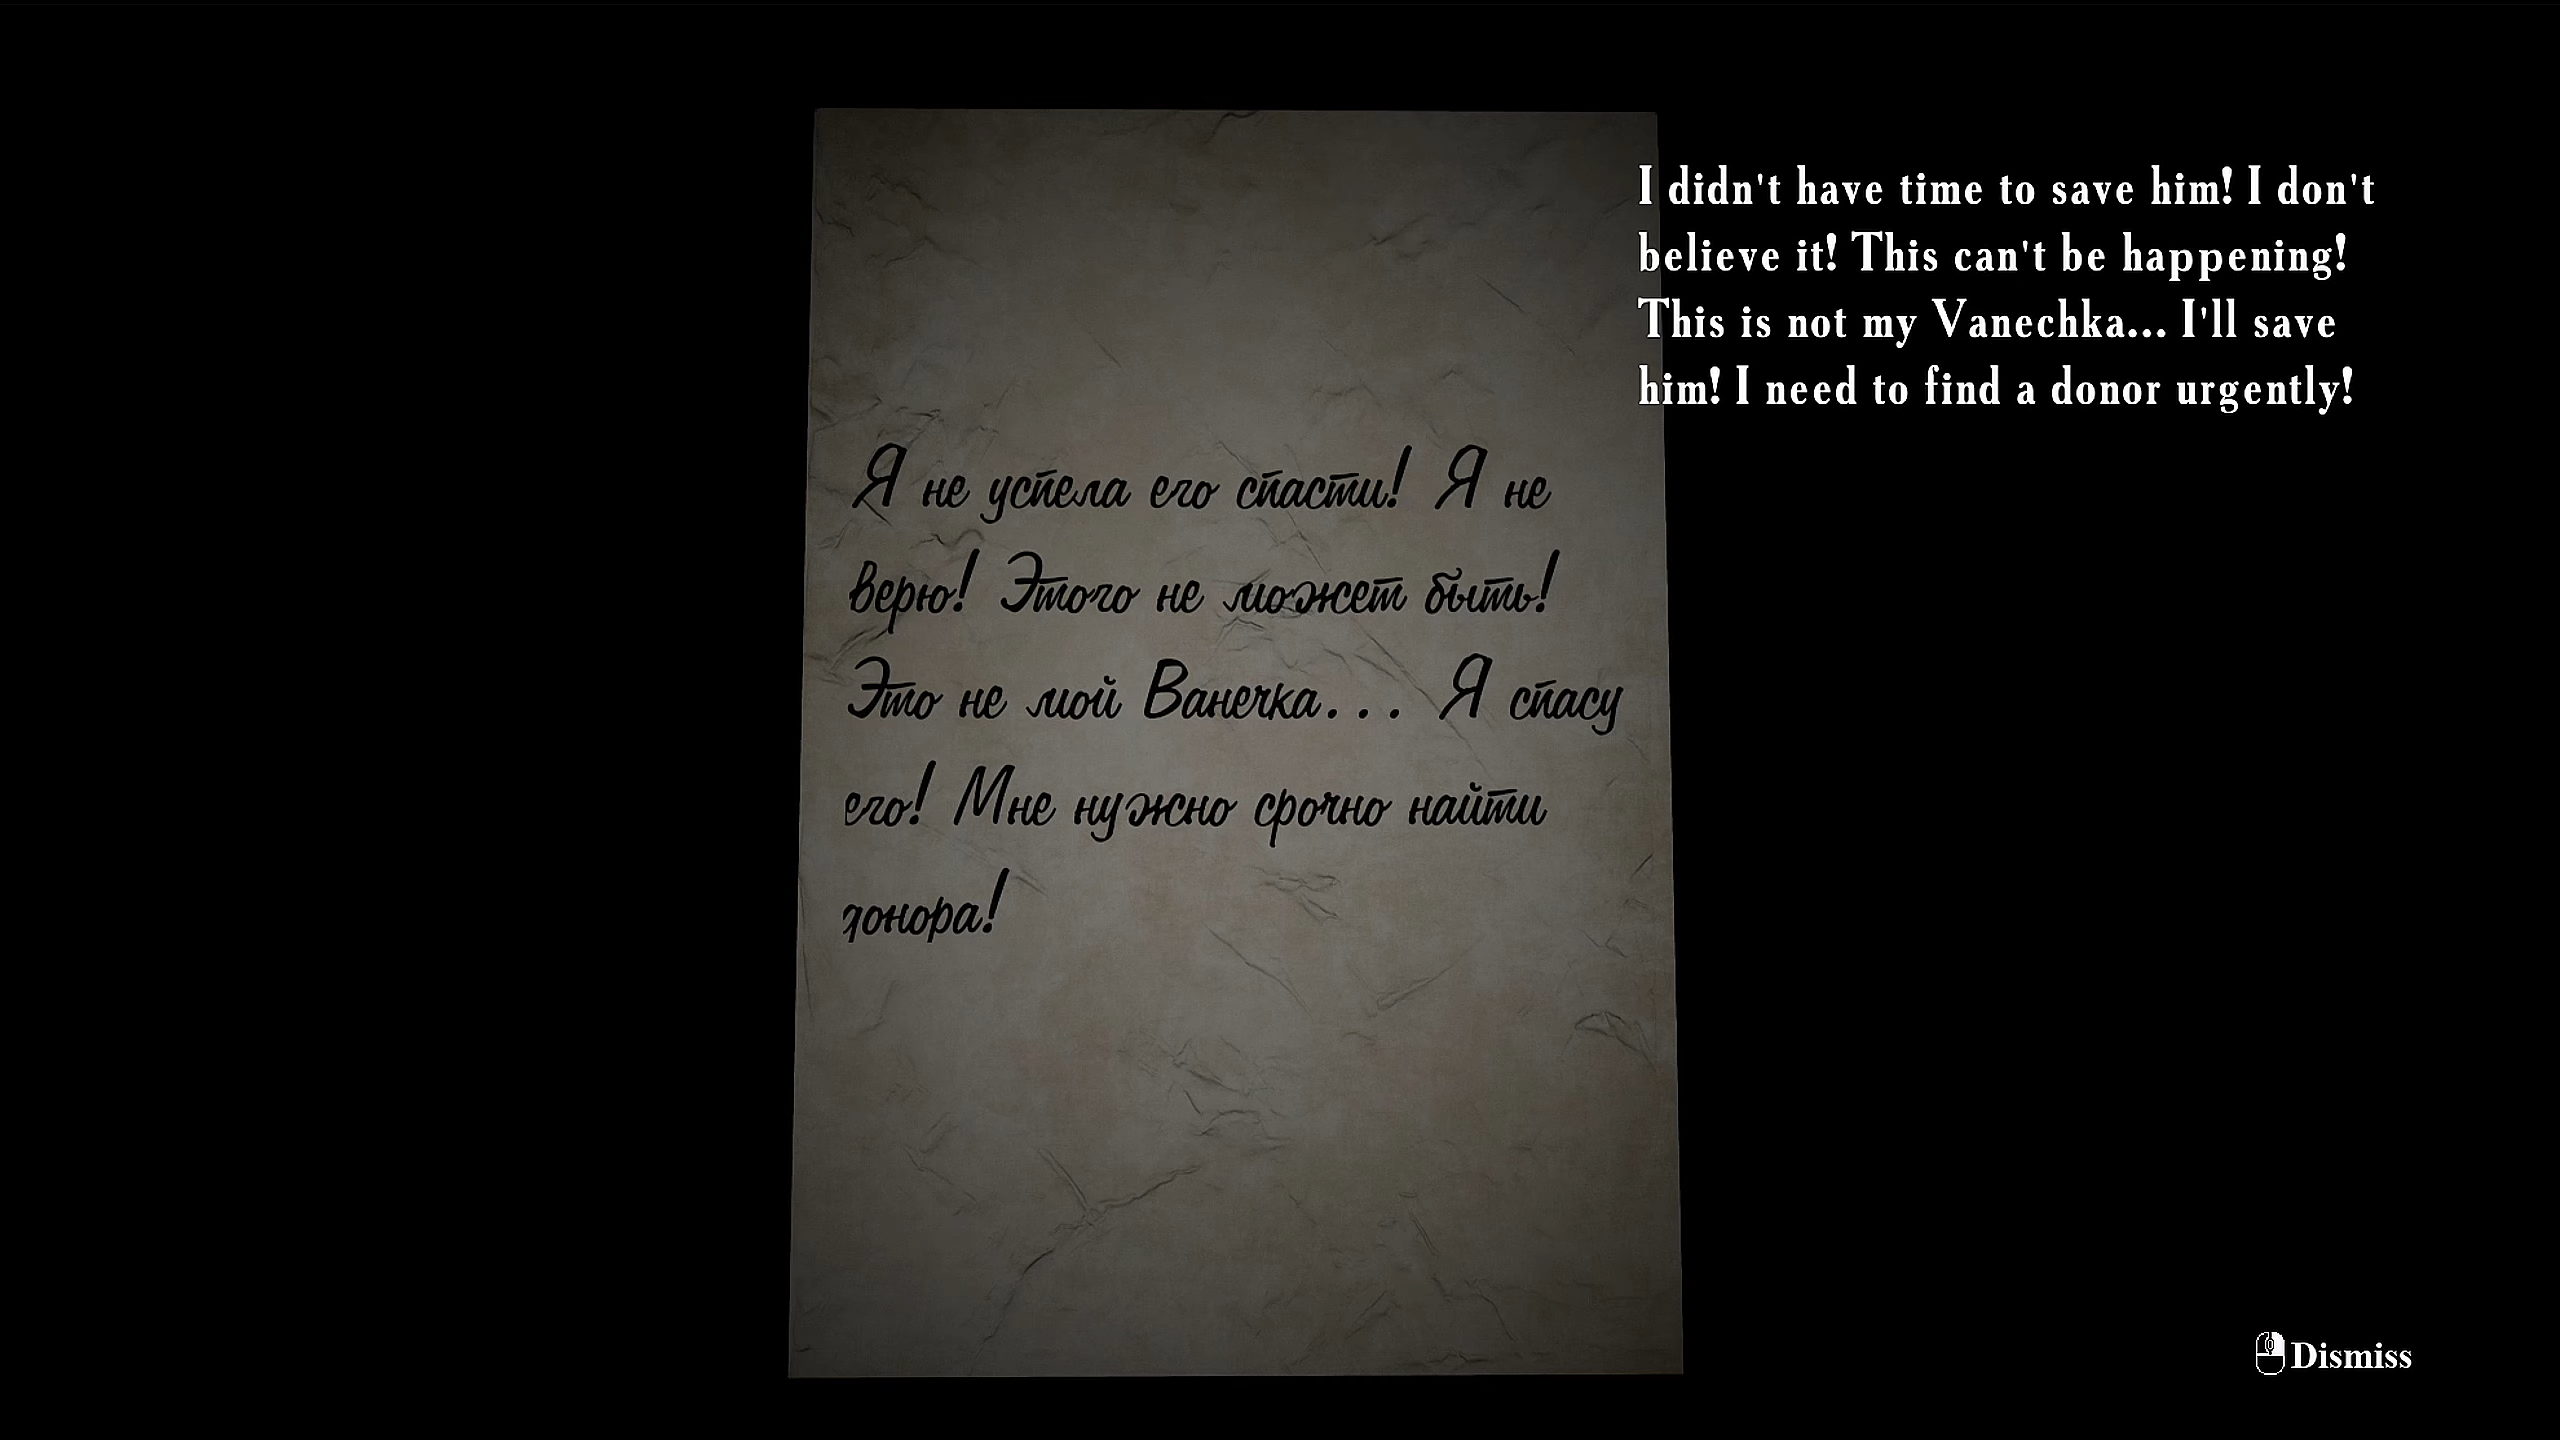 Я не успела его спасти! Я не
верю! Этого не может быть!
Это не мой Ванечка... Я спасу
его! Мне нужно срочно найти
донора!
I didn't have time to save him! I don't
believe it! This can't be happening!
This is not my Vanechka... I'll save
him! I need to find a donor urgently!
Dismiss